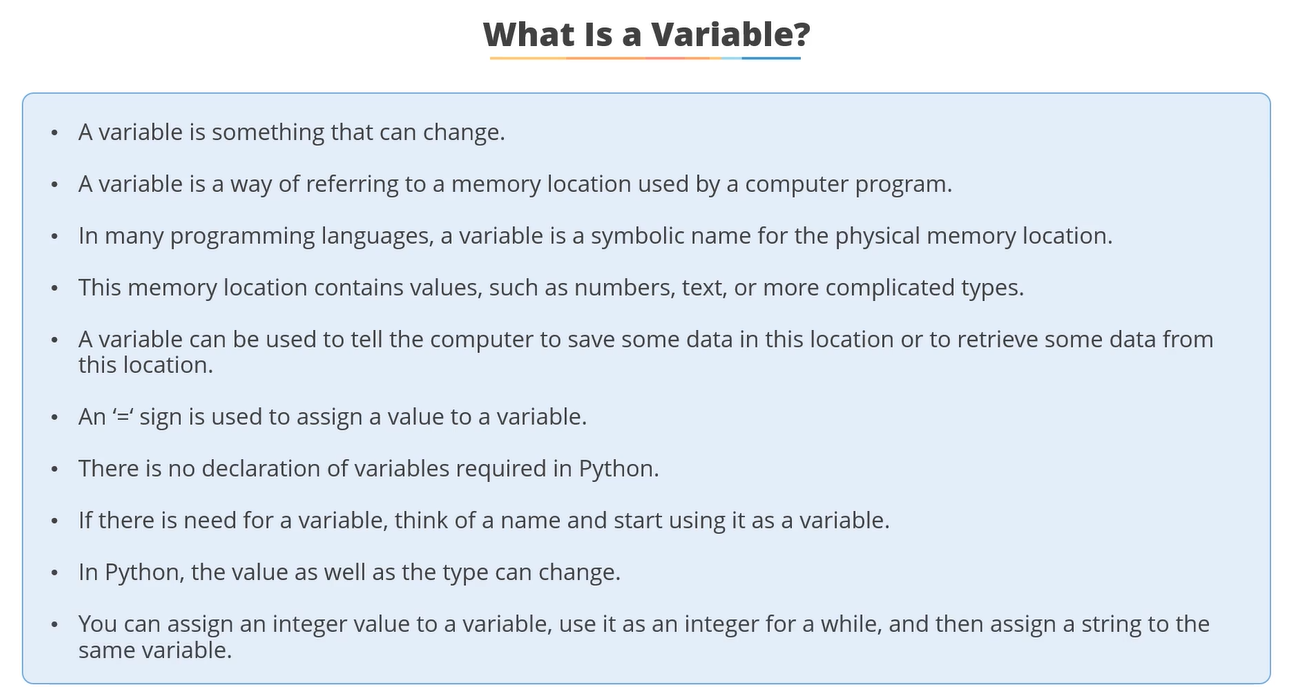 What Is a Variable?
• A variable is something that can change.
• A variable is a way of referring to a memory location used by a computer program.
• In many programming languages, a variable is a symbolic name for the physical memory location.
• This memory location contains values, such as numbers, text, or more complicated types.
• A variable can be used to tell the computer to save some data in this location or to retrieve some data from
this location.
• An ‘=‘ sign is used to assign a value to a variable.
• There is no declaration of variables required in Python.
• If there is need for a variable, think of a name and start using it as a variable.
• In Python, the value as well as the type can change.
• You can assign an integer value to a variable, use it as an integer for a while, and then assign a string to the
same variable.